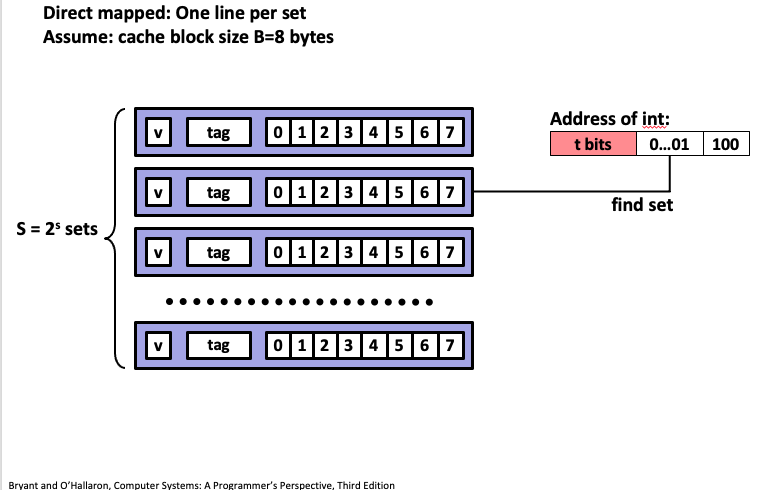 Direct mapped: One line per set
Assume: cache block size B=8 bytes
v tag 0 1 2 3 4 5 6 7
Address of int:
t bits 0...01 100
v tag 0 1 2 3 4 5 6 7
find set
S = 2ˢ sets
v tag 0 1 2 3 4 5 6 7
v tag 0 1 2 3 4 5 6 7
Bryant and O'Hallaron, Computer Systems: A Programmer's Perspective, Third Edition